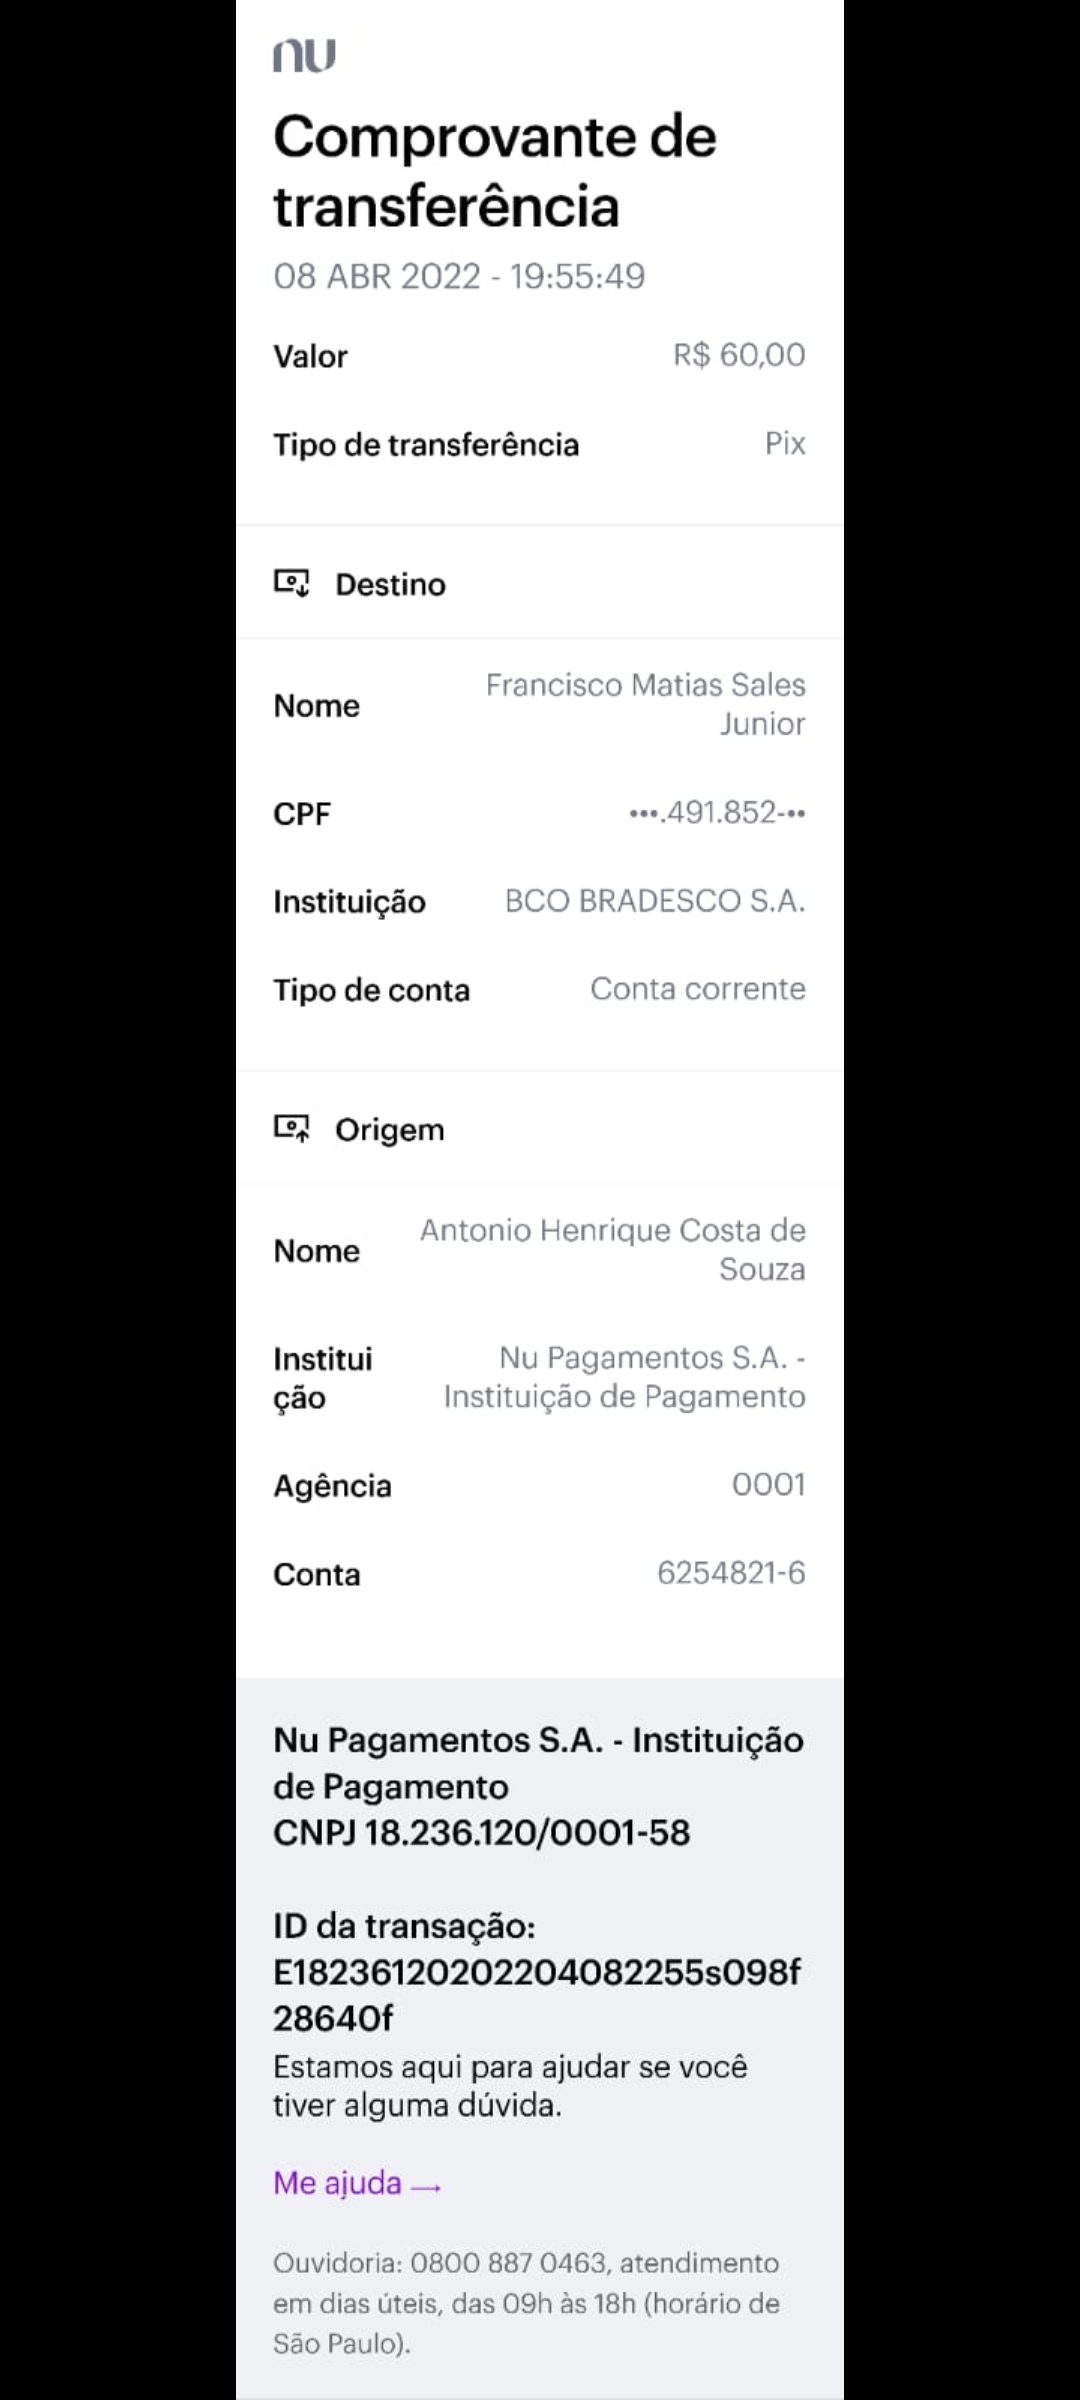 nu
Comprovante de
transferência
08 ABR 2022 - 19:55:49
Valor R$ 60,00
Tipo de transferência Pix
Destino
Nome Francisco Matias Sales
Junior
CPF •••.491.852-••
Instituição BCO BRADESCO S.A.
Tipo de conta Conta corrente
Origem
Nome Antonio Henrique Costa de
Souza
Institui Nu Pagamentos S.A. -
ção Instituição de Pagamento
Agência 0001
Conta 6254821-6
Nu Pagamentos S.A. - Instituição
de Pagamento
CNPJ 18.236.120/0001-58
ID da transação:
E18236120202204082255s098f
28640f
Estamos aqui para ajudar se você
tiver alguma dúvida.
Me ajuda →
Ouvidoria: 0800 887 0463, atendimento
em dias úteis, das 09h às 18h (horário de
São Paulo).